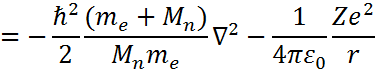 = − ħ²/2 (mₑ + Mₙ)/(Mₙmₑ) ∇² − 1/(4πε₀) Ze²/r